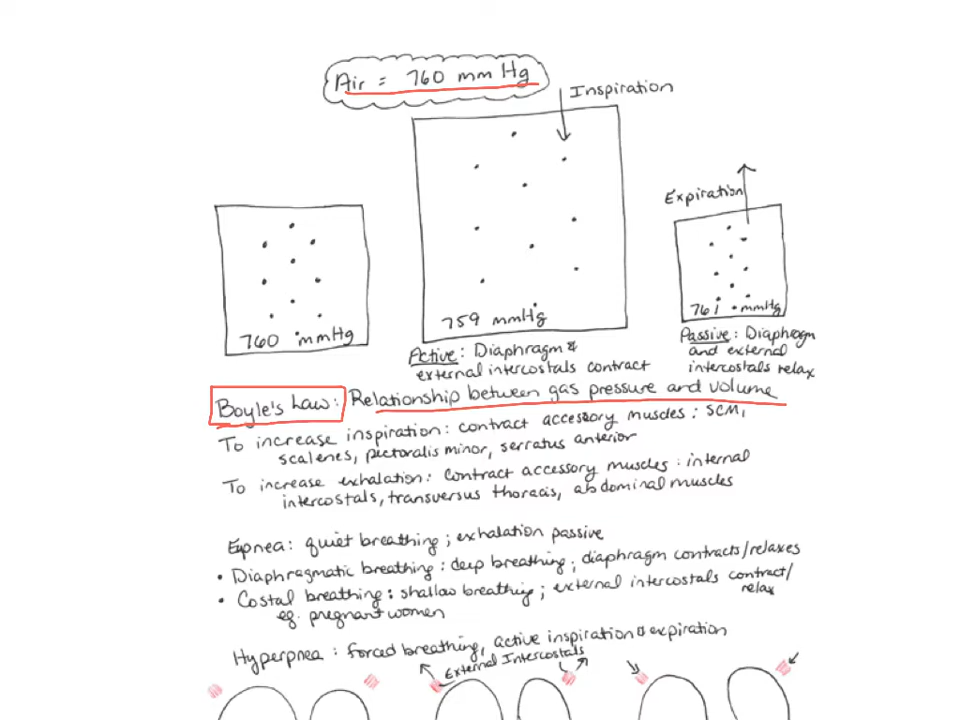 Air = 760 mm Hg
Inspiration
Expiration
760 mmHg
759 mmHg
761 mmHg
Active: Diaphragm &
external intercostals contract
Passive: Diaphragm
and external
intercostals relax
Boyle's Law: Relationship between gas pressure and volume
To increase inspiration: contract accessory muscles: SCM,
scalenes, pectoralis minor, serratus anterior
To increase exhalation: contract accessory muscles: internal
intercostals, transversus thoracis, abdominal muscles
Eupnea: quiet breathing; exhalation passive
• Diaphragmatic breathing: deep breathing; diaphragm contracts/relaxes
• Costal breathing: shallow breathing; external intercostals contract/
relax
eg. pregnant women
Hyperpnea: forced breathing, active inspiration & expiration
External Intercostals